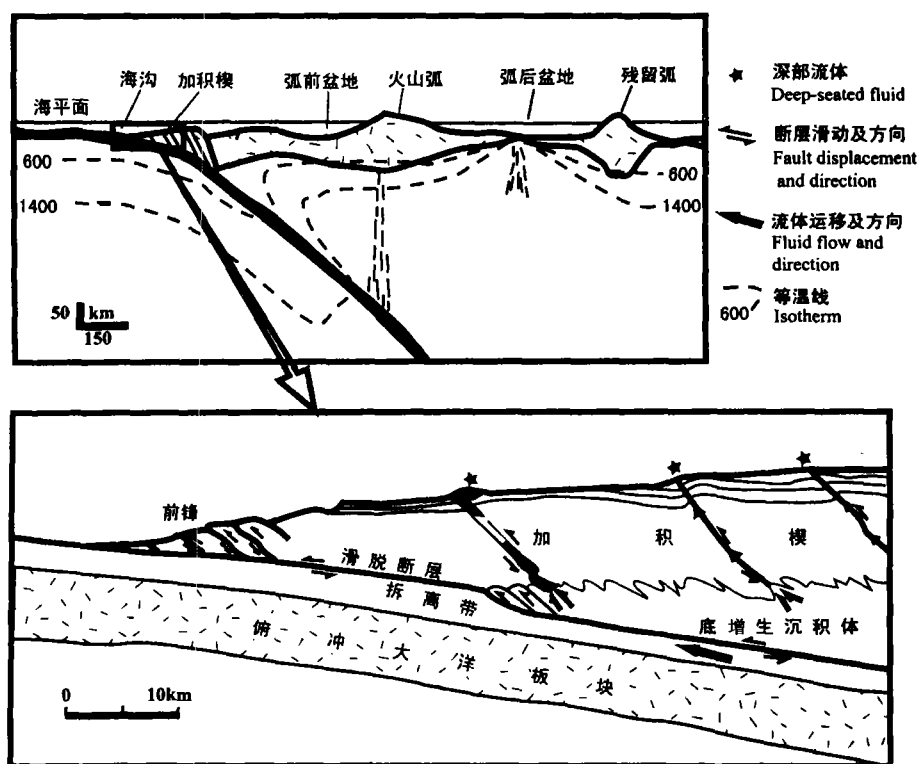 海沟
加积楔
弧前盆地
火山弧
弧后盆地
残留弧
海平面
600
1400
600
1400
50 km
150
深部流体
Deep-seated fluid
断层滑动及方向
Fault displacement
and direction
流体运移及方向
Fluid flow and
direction
等温线
600
Isotherm
前锋
加积楔
滑脱断层
拆离带
底增生沉积体
俯冲大洋板块
0 10km